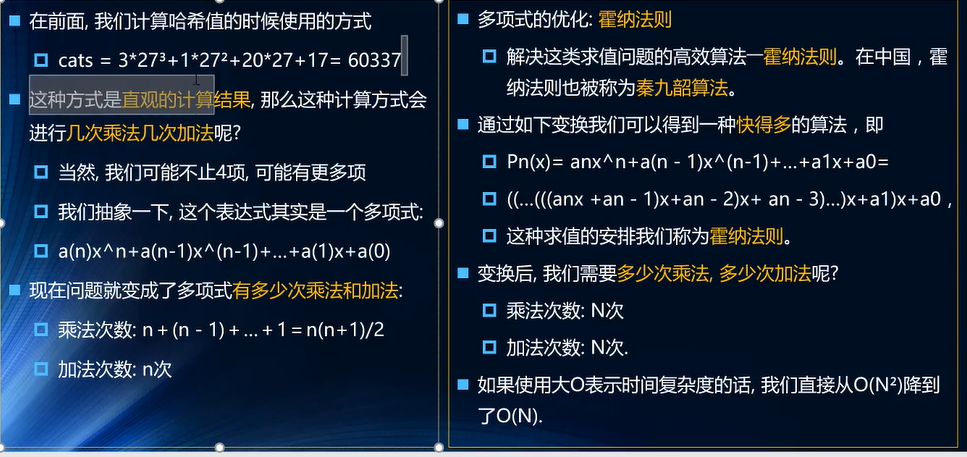 在前面, 我们计算哈希值的时候使用的方式
cats = 3*27³+1*27²+20*27+17= 60337
这种方式是直观的计算结果, 那么这种计算方式会
进行几次乘法几次加法呢?
当然, 我们可能不止4项, 可能有更多项
我们抽象一下, 这个表达式其实是一个多项式:
a(n)x^n+a(n-1)x^(n-1)+…+a(1)x+a(0)
现在问题就变成了多项式有多少次乘法和加法:
乘法次数: n＋(n－1)＋…＋1＝n(n+1)/2
加法次数: n次
多项式的优化: 霍纳法则
解决这类求值问题的高效算法―霍纳法则。在中国，霍
纳法则也被称为秦九韶算法。
通过如下变换我们可以得到一种快得多的算法，即
Pn(x)= anx^n+a(n－1)x^(n-1)+…+a1x+a0=
((…(((anx +an－1)x+an－2)x+ an－3)…)x+a1)x+a0，
这种求值的安排我们称为霍纳法则。
变换后, 我们需要多少次乘法, 多少次加法呢?
乘法次数: N次
加法次数: N次.
如果使用大O表示时间复杂度的话, 我们直接从O(N²)降到
了O(N).